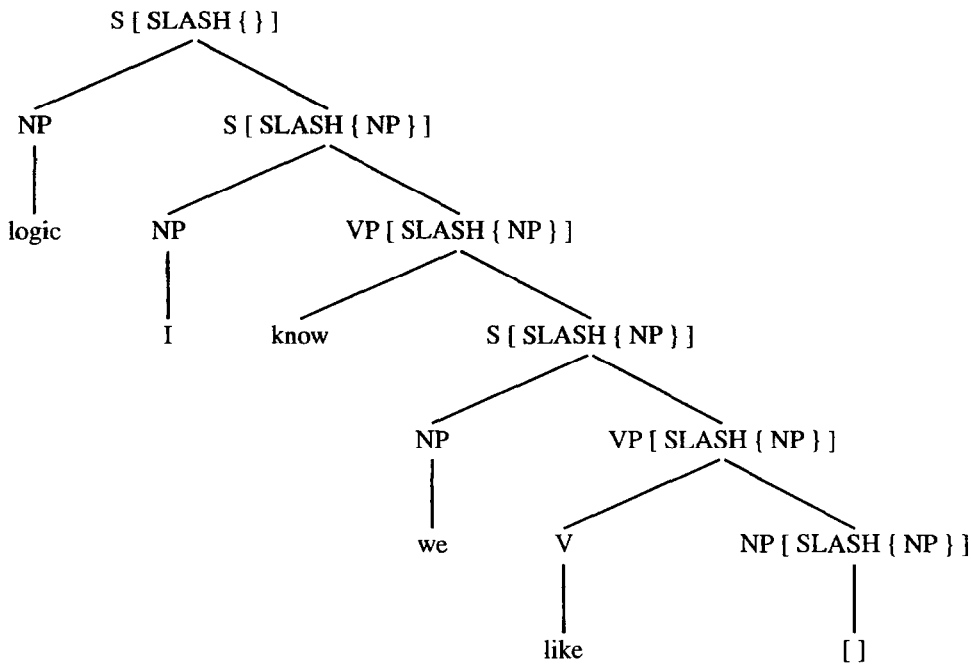 S [ SLASH { } ]
NP S [ SLASH { NP } ]
logic NP VP [ SLASH { NP } ]
I know S [ SLASH { NP } ]
NP VP [ SLASH { NP } ]
we V NP [ SLASH { NP } ]
like [ ]